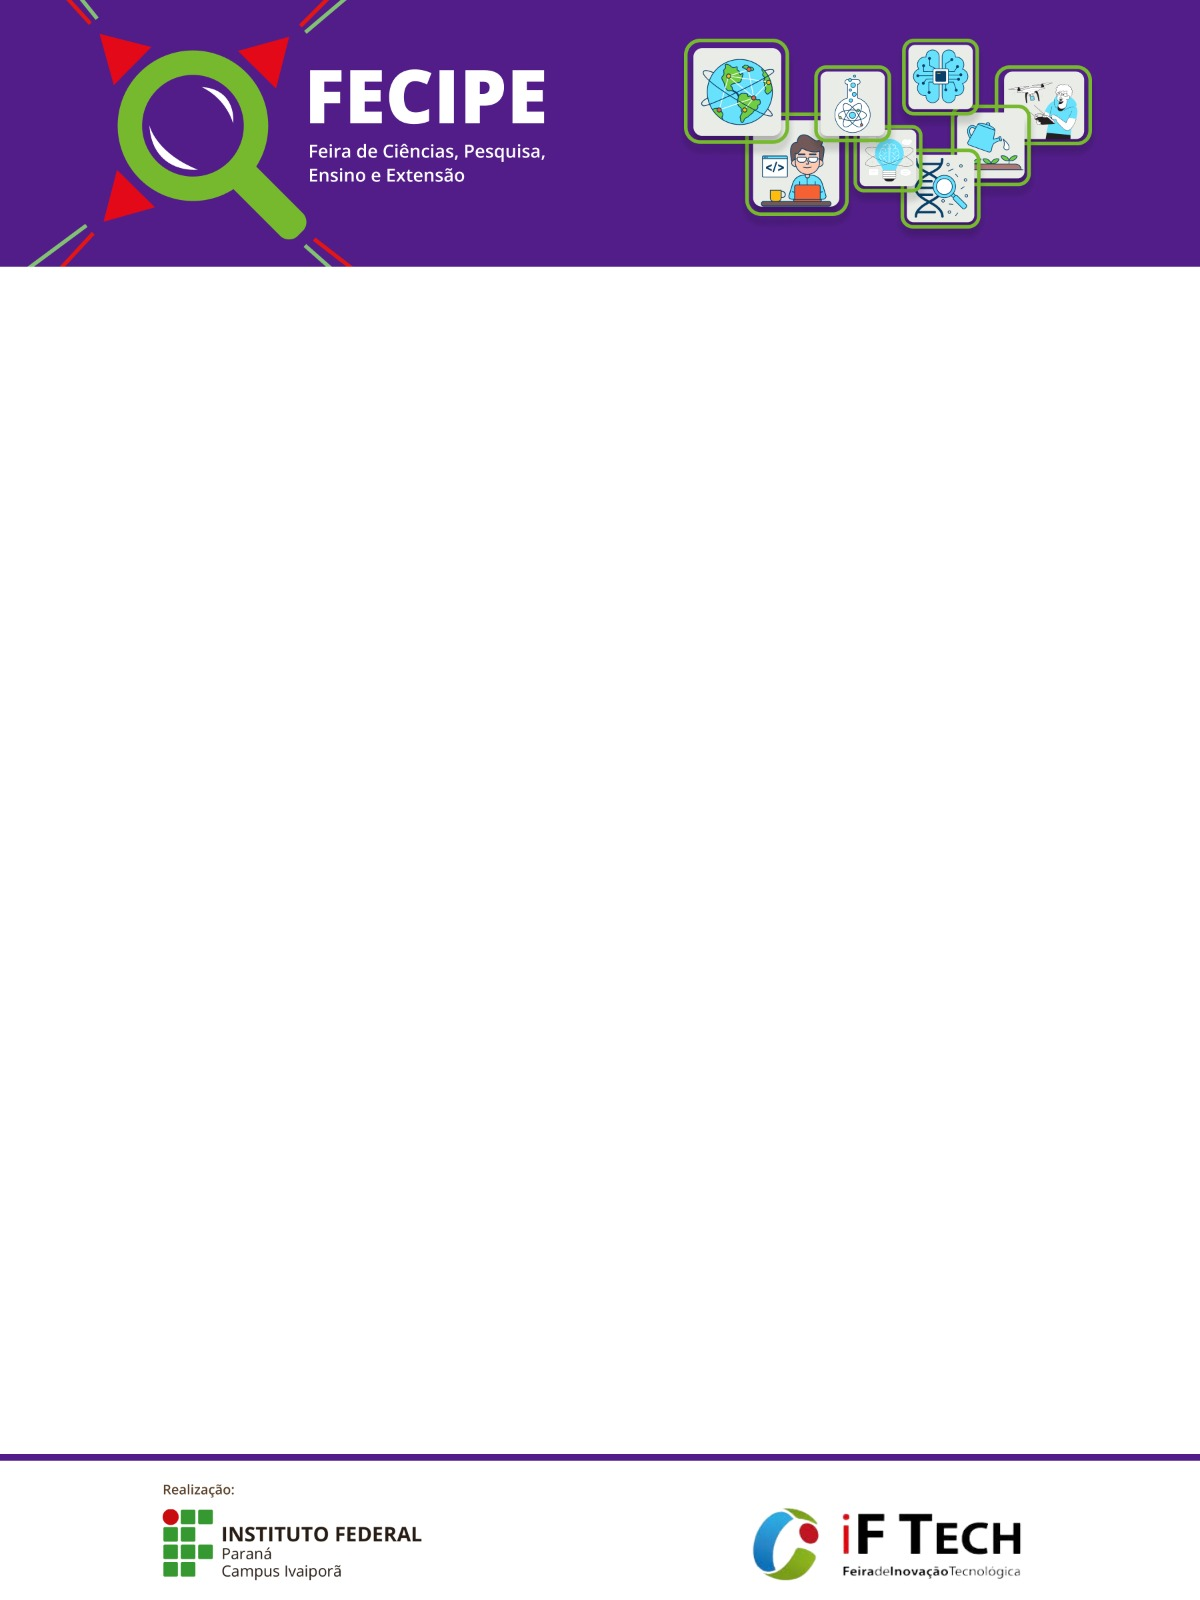 FECIPE
Feira de Ciências, Pesquisa,
Ensino e Extensão
</>
Realização:
INSTITUTO FEDERAL
Paraná
Campus Ivaiporã
iF TECH
FeiradeInovaçãoTecnológica